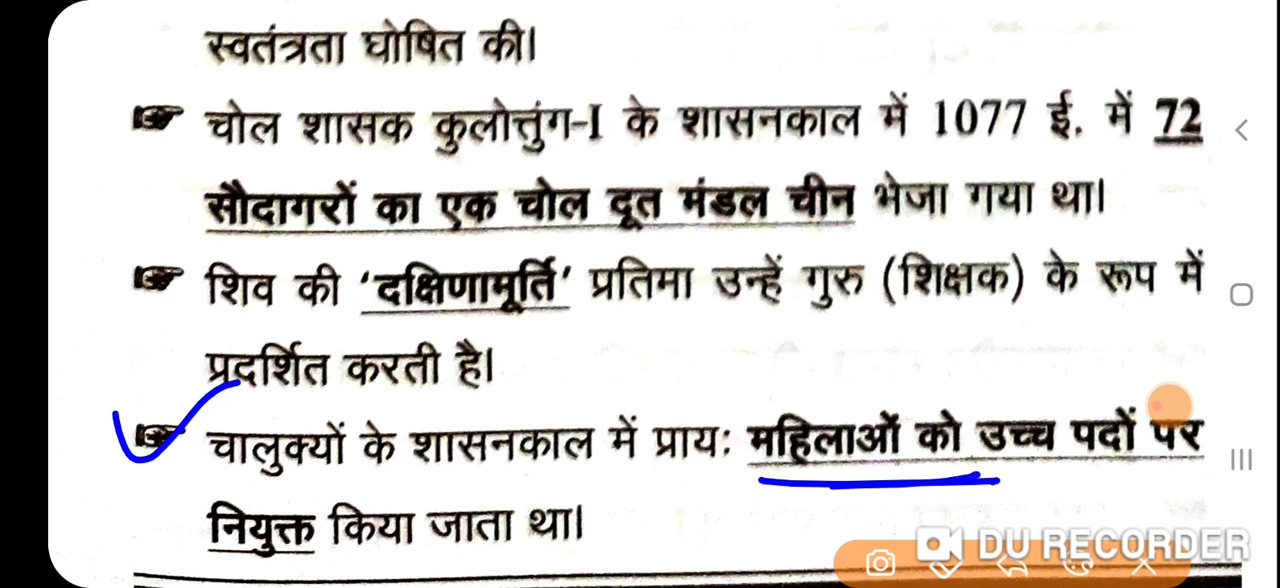 स्वतंत्रता घोषित की।
चोल शासक कुलोत्तुंग-I के शासनकाल में 1077 ई. में 72
सौदागरों का एक चोल दूत मंडल चीन भेजा गया था।
शिव की 'दक्षिणामूर्ति' प्रतिमा उन्हें गुरु (शिक्षक) के रूप में
प्रदर्शित करती है।
चालुक्यों के शासनकाल में प्रायः महिलाओं को उच्च पदों पर
नियुक्त किया जाता था।
DU RECORDER